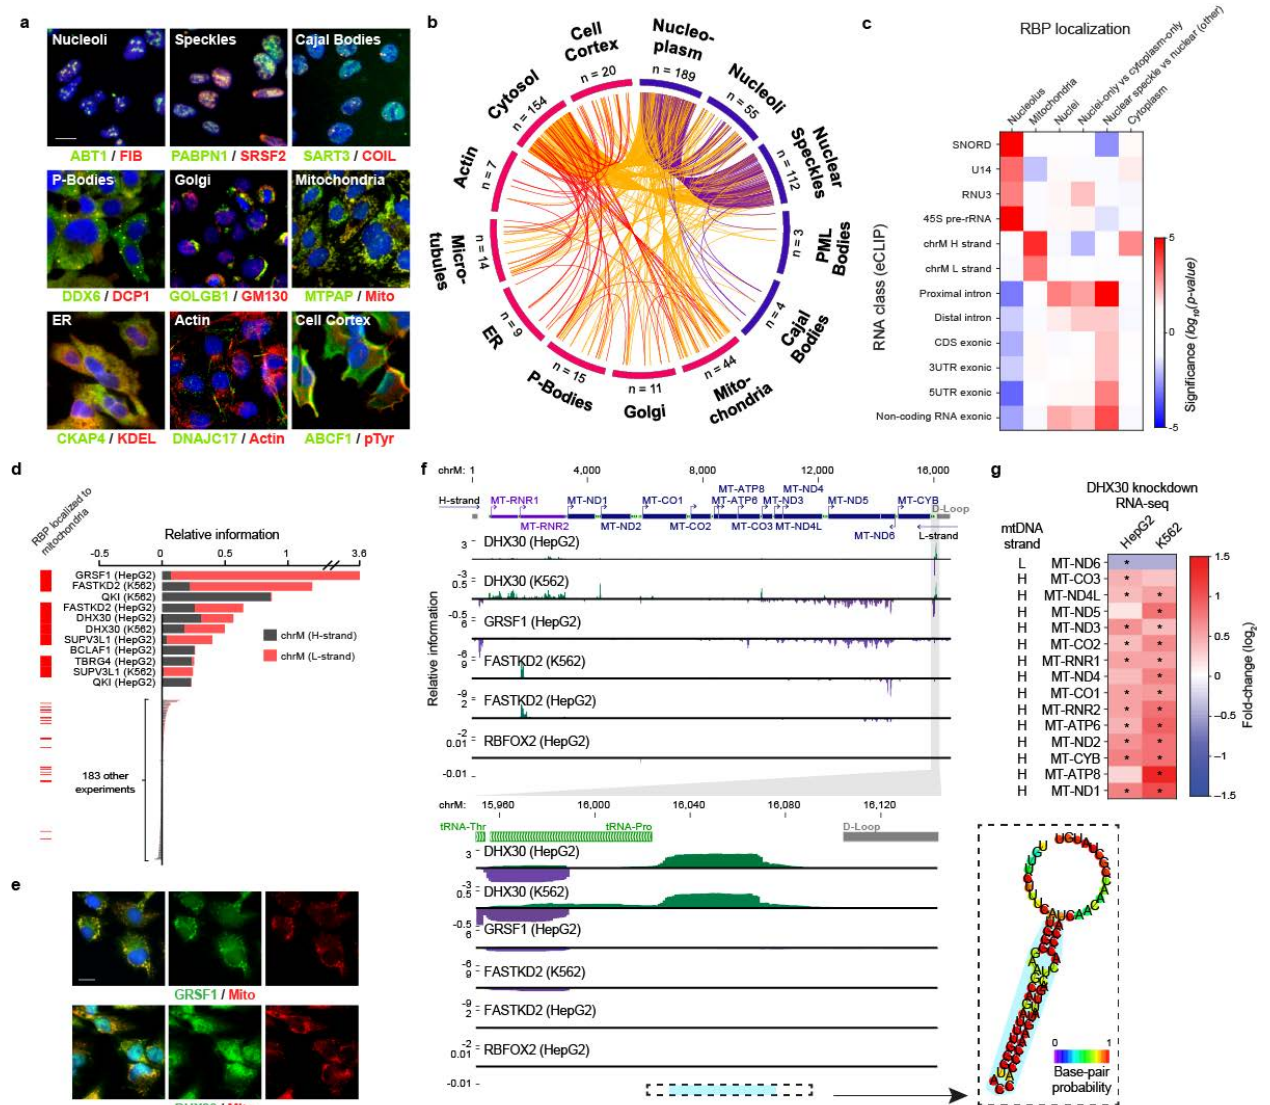 a
Nucleoli
Speckles
Cajal Bodies
ABT1 / FIB
PABPN1 / SRSF2
SART3 / COIL
P-Bodies
Golgi
Mitochondria
DDX6 / DCP1
GOLGB1 / GM130
MTPAP / Mito
ER
Actin
Cell Cortex
CKAP4 / KDEL
DNAJC17 / Actin
ABCF1 / pTyr
b
Cell
Cortex
n = 20
Nucleo-
plasm
n = 189
Nucleoli
n = 55
Nuclear
Speckles
n = 112
PML
Bodies
n = 3
Cajal
Bodies
n = 4
Mito-
chondria
n = 44
Golgi
n = 11
P-Bodies
n = 15
ER
n = 9
Micro-
tubules
n = 14
Actin
n = 7
Cytosol
n = 154
c
RBP localization
Nucleolus
Mitochondria
Nuclei
Nuclei-only vs cytoplasm-only
Nuclear speckle vs nuclear (other)
Cytoplasm
RNA class (eCLIP)
SNORD
U14
RNU3
45S pre-rRNA
chrM H strand
chrM L strand
Proximal intron
Distal intron
CDS exonic
3UTR exonic
5UTR exonic
Non-coding RNA exonic
5
0
-5
Significance (log10(p-value)
d
RBP localized to
mitochondria
Relative information
-0.5
0
0.5
1
3.6
GRSF1 (HepG2)
FASTKD2 (K562)
QKI (K562)
FASTKD2 (HepG2)
DHX30 (HepG2)
DHX30 (K562)
SUPV3L1 (HepG2)
BCLAF1 (HepG2)
TBRG4 (HepG2)
SUPV3L1 (K562)
QKI (HepG2)
chrM (H-strand)
chrM (L-strand)
183 other
experiments
e
GRSF1 / Mito
f
chrM: 1
4,000
8,000
12,000
16,000
H-strand
MT-RNR1
MT-RNR2
MT-ND1
MT-ND2
MT-CO1
MT-CO2
MT-ATP8
MT-ATP6
MT-CO3
MT-ND3
MT-ND4L
MT-ND4
MT-ND5
MT-ND6
MT-CYB
D-Loop
L-strand
Relative information
3
DHX30 (HepG2)
-3
0.5
DHX30 (K562)
-0.5
6
GRSF1 (HepG2)
-6
9
FASTKD2 (K562)
-9
2
FASTKD2 (HepG2)
-2
0.01
RBFOX2 (HepG2)
-0.01
chrM:
15,960
16,000
16,040
16,080
16,120
tRNA-Thr
tRNA-Pro
D-Loop
3
DHX30 (HepG2)
-3
0.5
DHX30 (K562)
-0.5
6
GRSF1 (HepG2)
-6
9
FASTKD2 (K562)
-9
2
FASTKD2 (HepG2)
-2
0.01
RBFOX2 (HepG2)
-0.01
g
DHX30 knockdown
RNA-seq
mtDNA
strand
HepG2
K562
L MT-ND6 *
H MT-CO3 *
H MT-ND4L * *
H MT-ND5 *
H MT-ND3 * *
H MT-CO2 * *
H MT-RNR1 * *
H MT-ND4 *
H MT-CO1 * *
H MT-RNR2 * *
H MT-ATP6 * *
H MT-ND2 * *
H MT-CYB * *
H MT-ATP8 *
H MT-ND1 * *
1.5
1.0
0.5
0
-0.5
-1.0
-1.5
Fold-change (log2)
0
1
Base-pair
probability